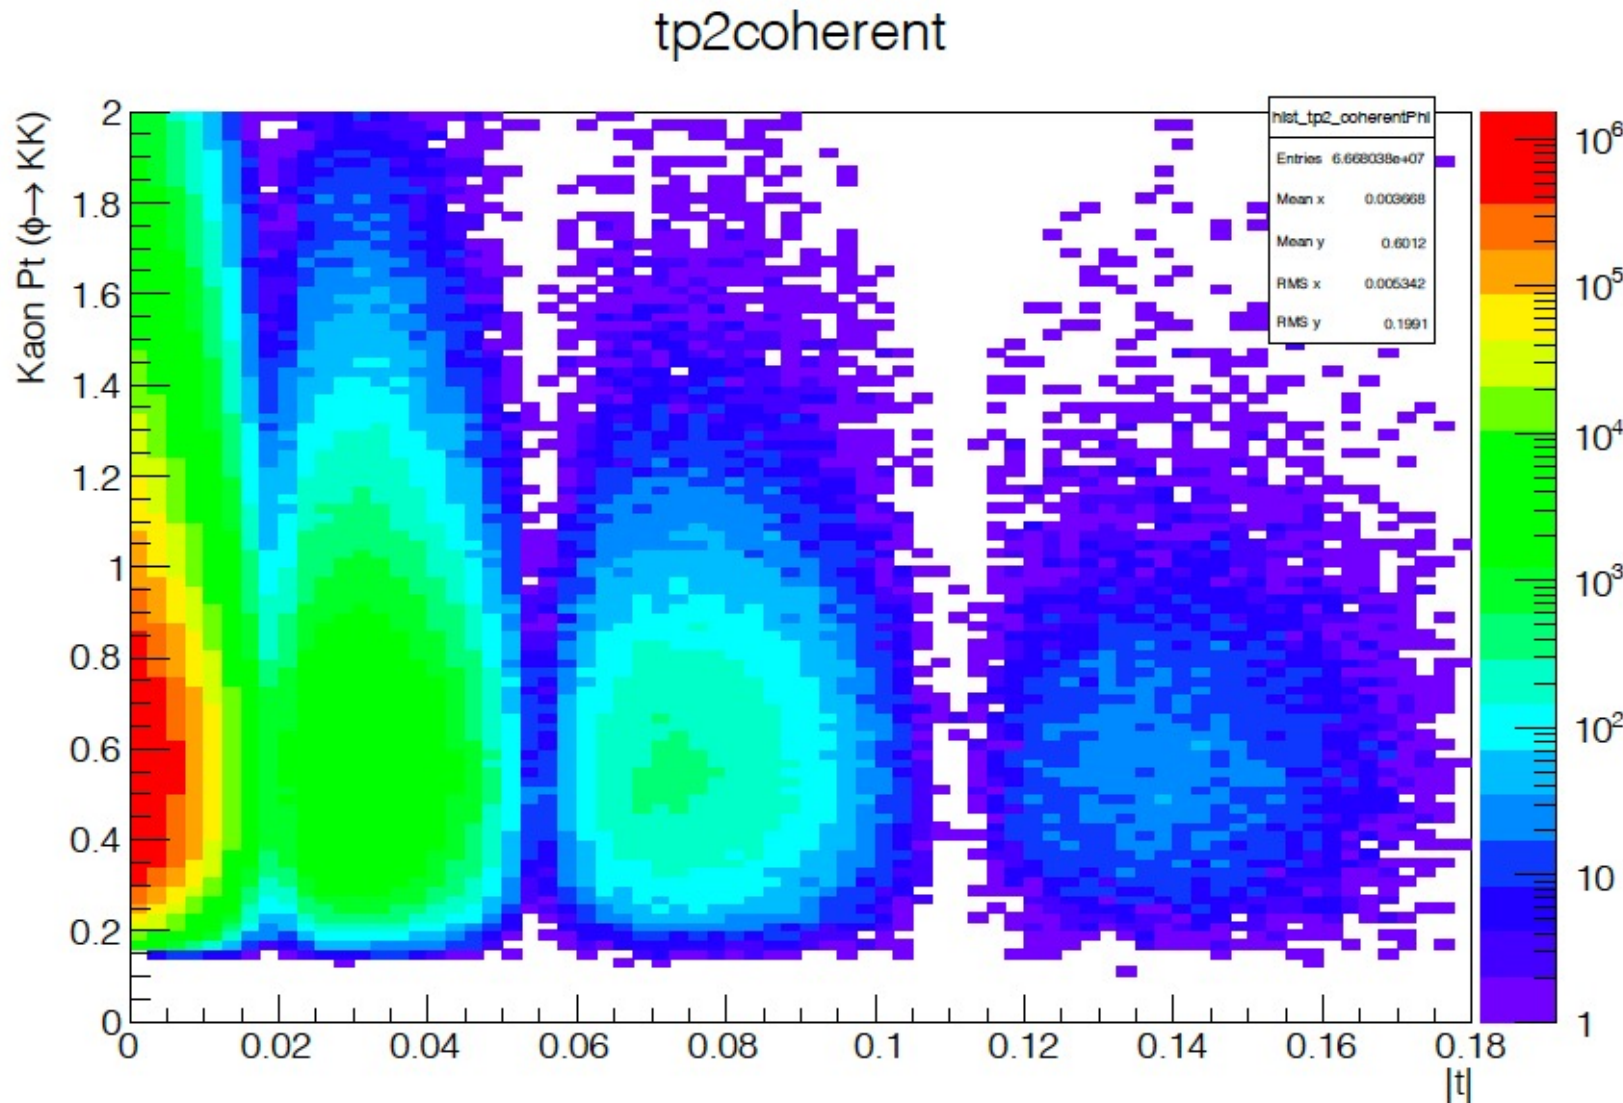 tp2coherent
hist_tp2_coherentPhi
Entries 6.668038e+07
Mean x 0.003668
Mean y 0.6012
RMS x 0.005342
RMS y 0.1991
Kaon Pt (ϕ→ KK)
2
1.8
1.6
1.4
1.2
1
0.8
0.6
0.4
0.2
0
0 0.02 0.04 0.06 0.08 0.1 0.12 0.14 0.16 0.18
|t|
10⁶
10⁵
10⁴
10³
10²
10
1